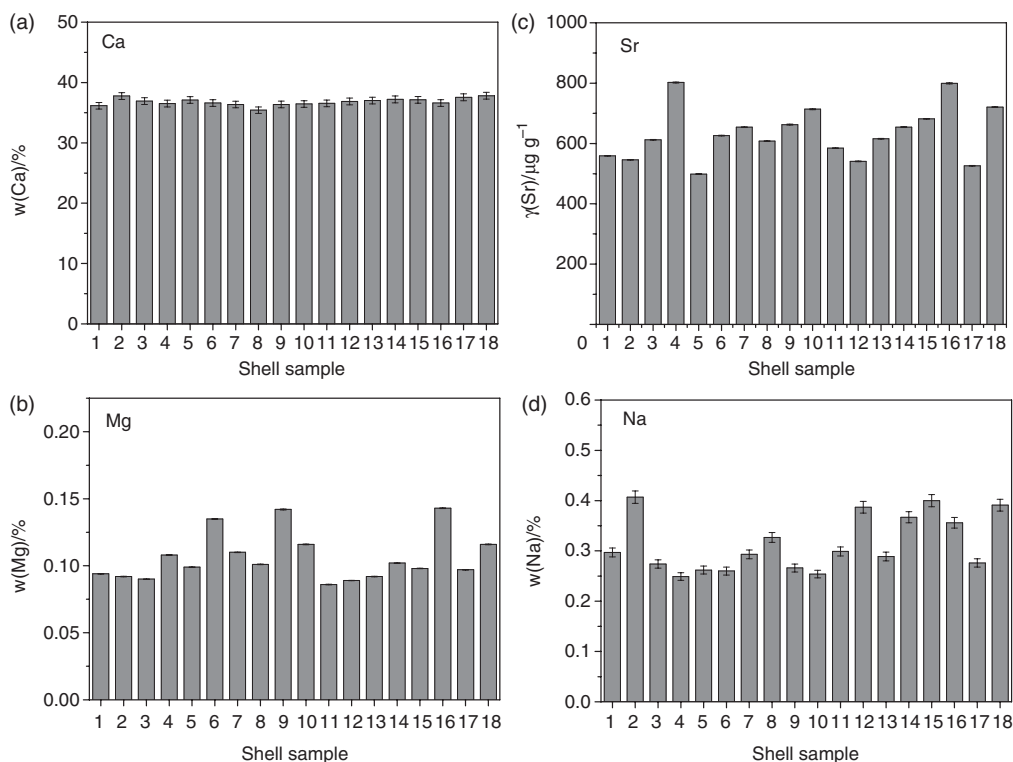 (a)
Ca
50
40
30
20
10
0
w(Ca)/%
1 2 3 4 5 6 7 8 9 10 11 12 13 14 15 16 17 18
Shell sample
(c)
Sr
1000
800
600
400
200
0
γ(Sr)/μg g⁻¹
1 2 3 4 5 6 7 8 9 10 11 12 13 14 15 16 17 18
Shell sample
(b)
Mg
0.20
0.15
0.10
0.05
0.00
w(Mg)/%
1 2 3 4 5 6 7 8 9 10 11 12 13 14 15 16 17 18
Shell sample
(d)
Na
0.6
0.5
0.4
0.3
0.2
0.1
0.0
w(Na)/%
1 2 3 4 5 6 7 8 9 10 11 12 13 14 15 16 17 18
Shell sample